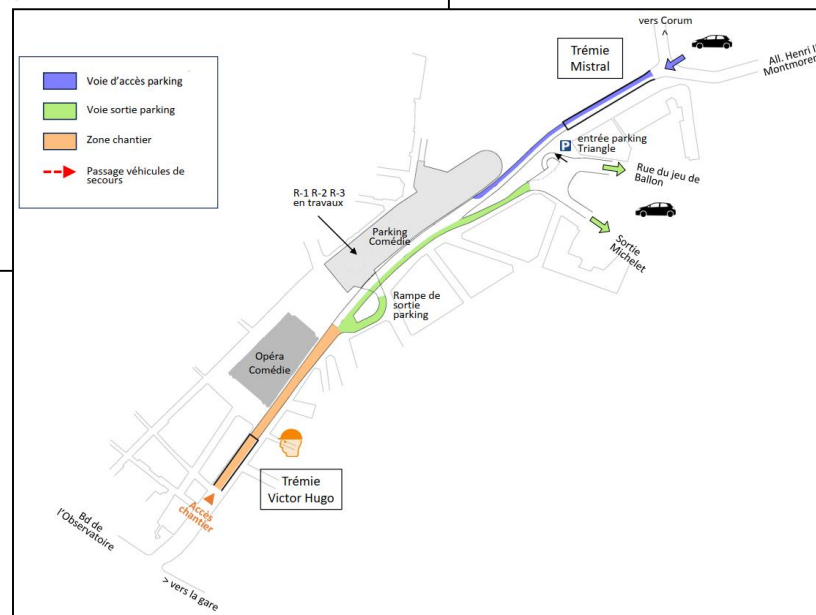 vers Corum
>
Trémie
Mistral
All. Henri II
Montmoren
Voie d'accès parking
Voie sortie parking
Zone chantier
Passage véhicules de
secours
P
entrée parking
Triangle
Rue du jeu de
Ballon
R-1 R-2 R-3
en travaux
Parking
Comédie
Sortie
Michelet
Rampe de
sortie
parking
Opéra
Comédie
Trémie
Victor Hugo
Accès
chantier
Bd de
l'Observatoire
> vers la gare